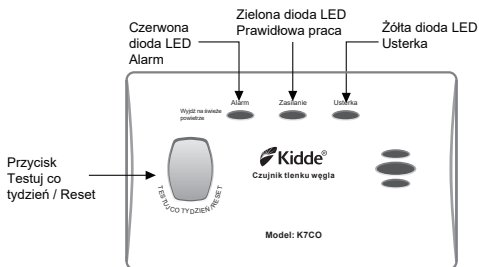 Czerwona
dioda LED
Alarm
Zielona dioda LED
Prawidłowa praca
Żółta dioda LED
Usterka
Wyjdź na świeże
powietrze
Alarm
Zasilanie
Usterka
Przycisk
Testuj co
tydzień / Reset
TESTUJ CO TYDZIEŃ /RESET
Kidde®
Czujnik tlenku węgla
Model: K7CO